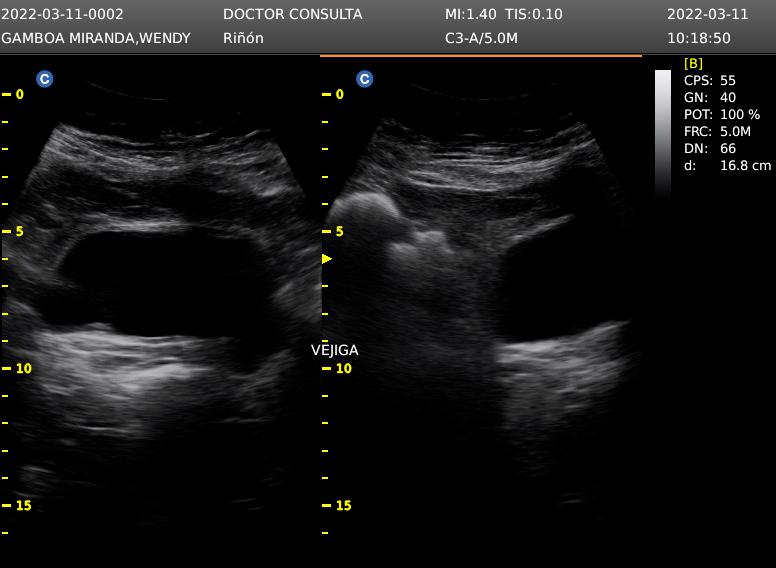 2022-03-11-0002 DOCTOR CONSULTA MI:1.40 TIS:0.10 2022-03-11
GAMBOA MIRANDA,WENDY Riñón C3-A/5.0M 10:18:50
C C
[B]
CPS: 55
GN: 40
POT: 100 %
FRC: 5.0M
DN: 66
d: 16.8 cm
0 0
5 5
VEJIGA
10 10
15 15